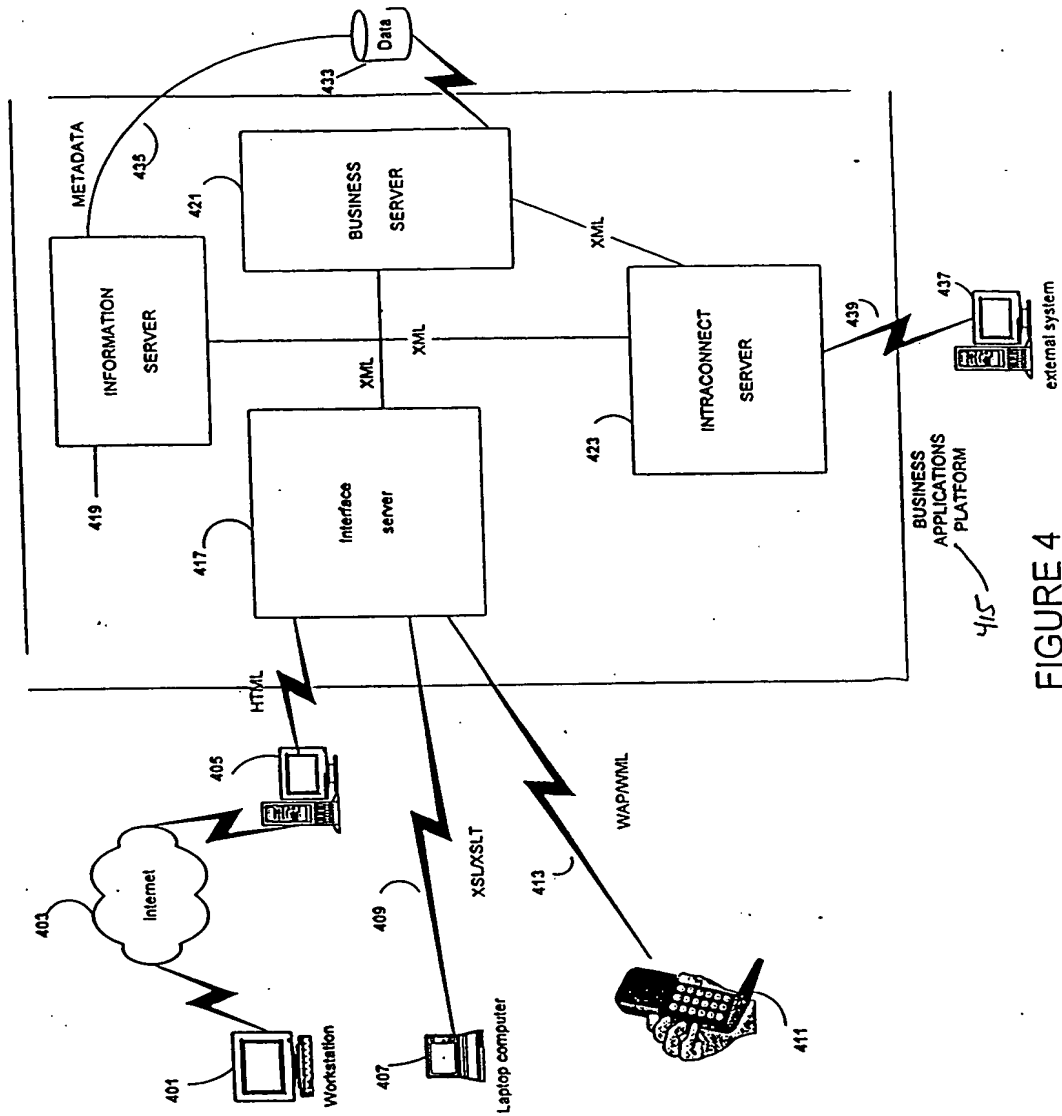 401
Workstation
403
Internet
405
HTML
407
Laptop computer
409
XSL/XSLT
411
413
WAP/WML
417
Interface
server
419
INFORMATION
SERVER
METADATA
435
433
Data
421
BUSINESS
SERVER
XML
XML
XML
423
INTRACONNECT
SERVER
439
437
external system
BUSINESS
APPLICATIONS
PLATFORM
415
FIGURE 4